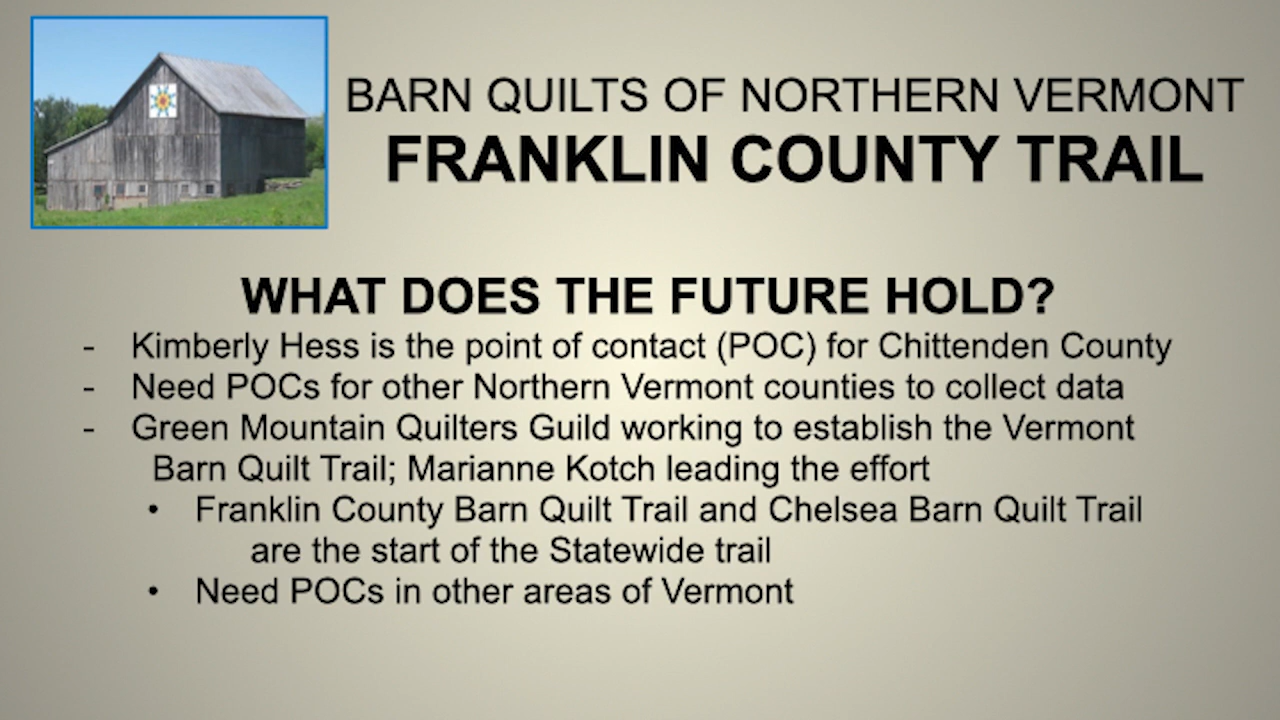 BARN QUILTS OF NORTHERN VERMONT
FRANKLIN COUNTY TRAIL
WHAT DOES THE FUTURE HOLD?
- Kimberly Hess is the point of contact (POC) for Chittenden County
- Need POCs for other Northern Vermont counties to collect data
- Green Mountain Quilters Guild working to establish the Vermont
Barn Quilt Trail; Marianne Kotch leading the effort
• Franklin County Barn Quilt Trail and Chelsea Barn Quilt Trail
are the start of the Statewide trail
• Need POCs in other areas of Vermont